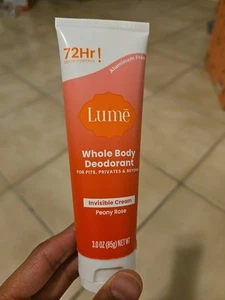 72Hr!
Aluminum Free
Lumē
Whole Body
Deodorant
FOR PITS, PRIVATES & BEYOND
Invisible Cream
Peony Rose
3.0 OZ (85g) NET WT